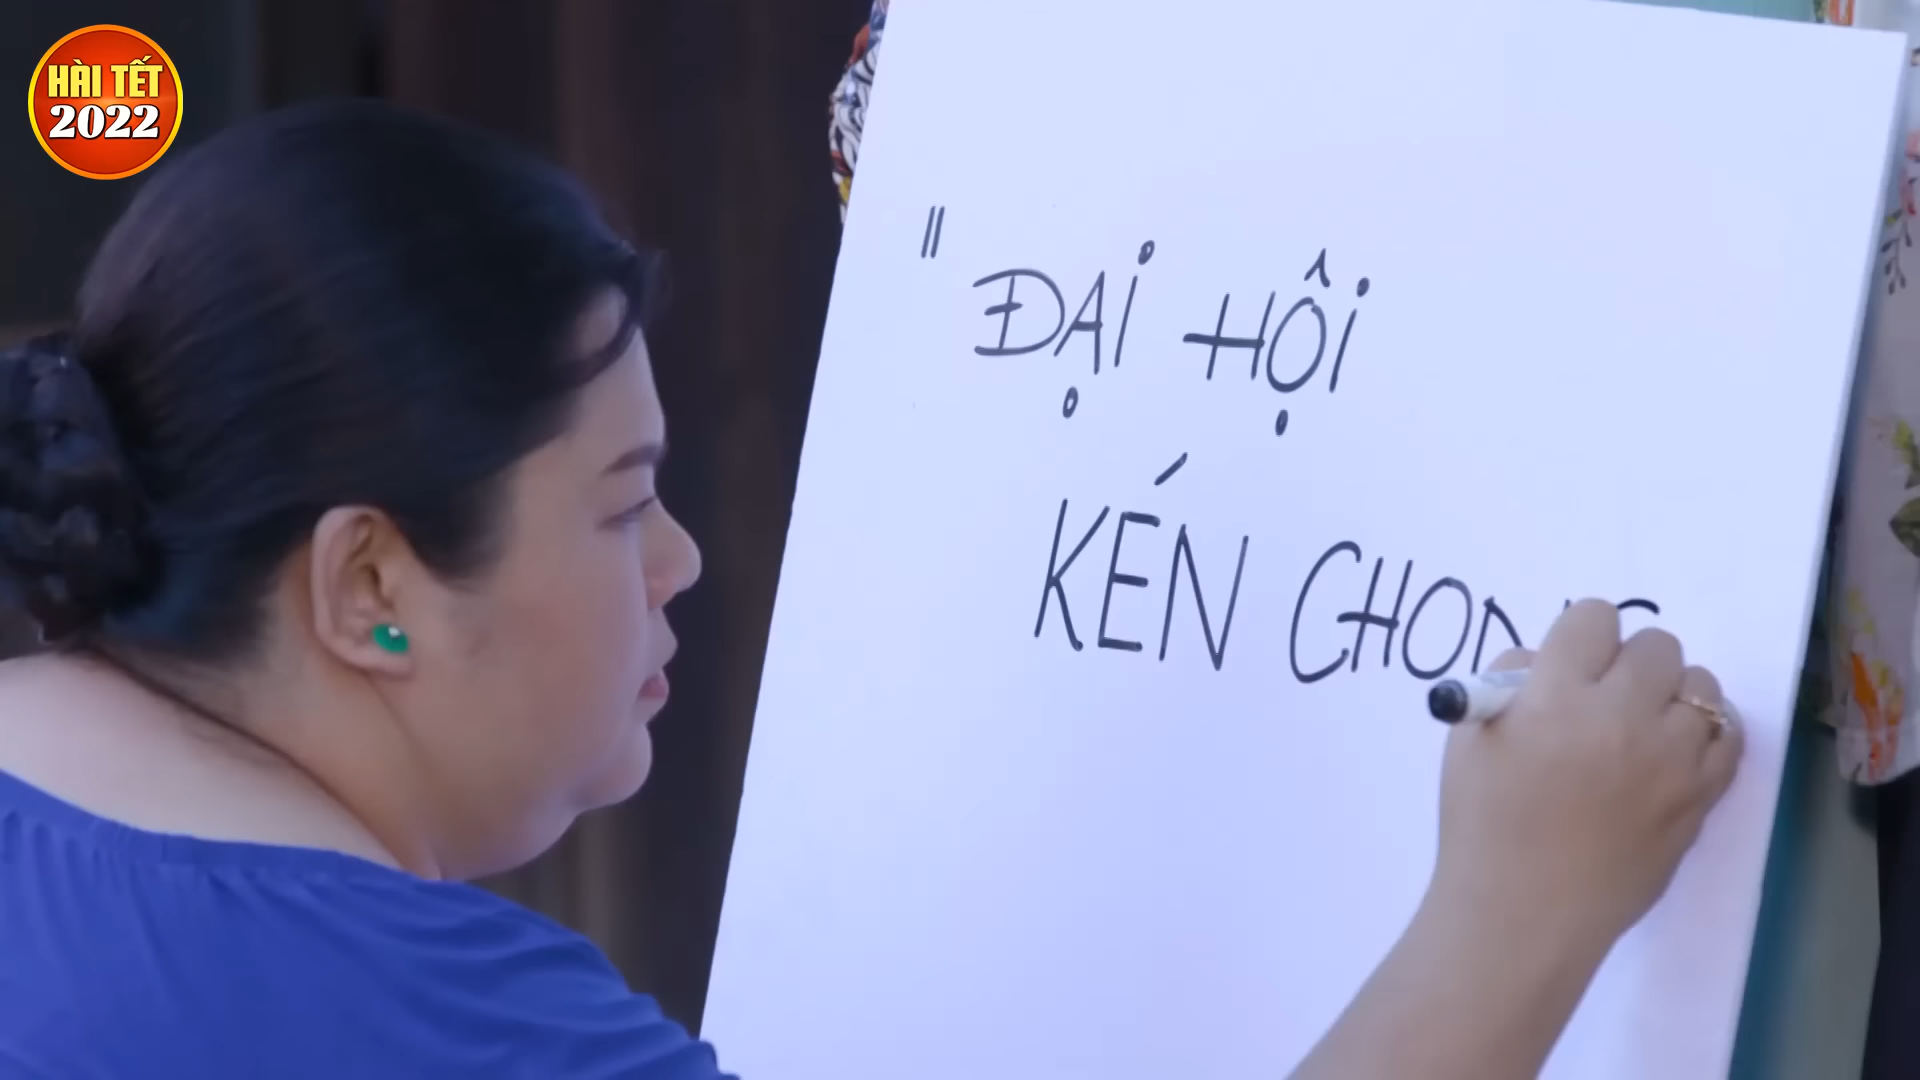 HÀI TẾT
2022
" ĐẠI HỘI
KÉN